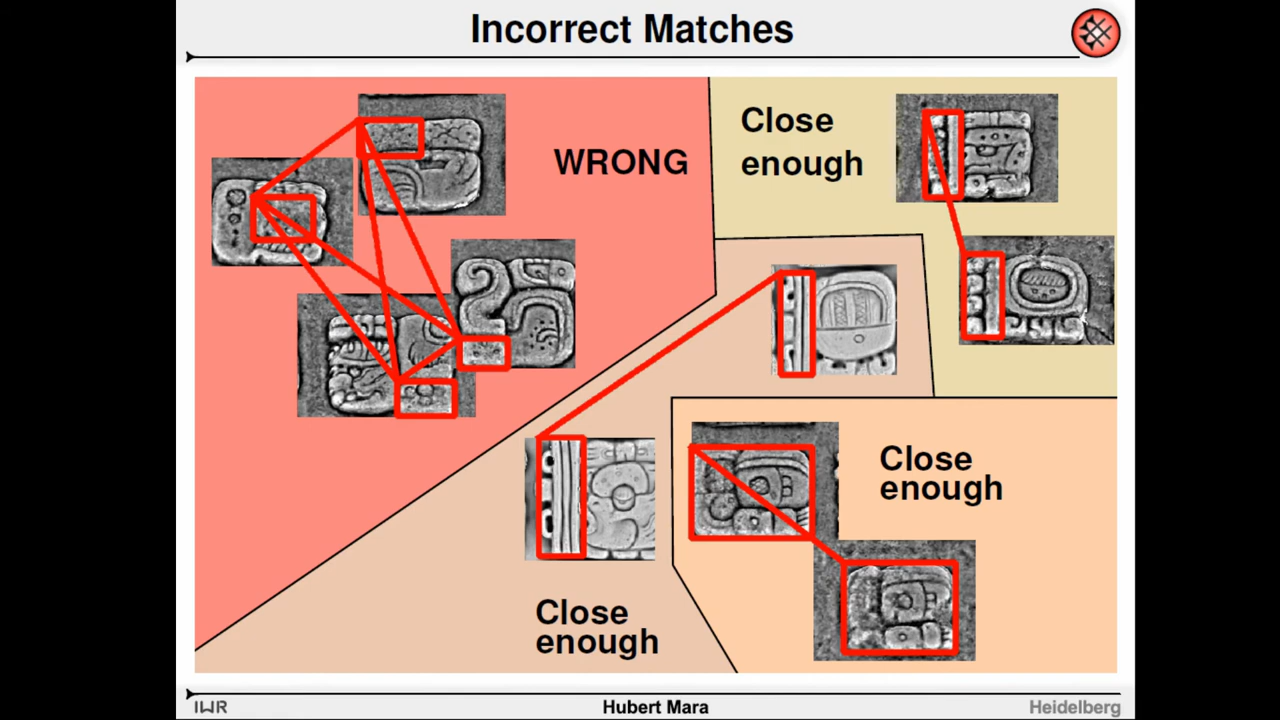 Incorrect Matches
WRONG
Close
enough
Close
enough
Close
enough
IWR
Hubert Mara
Heidelberg